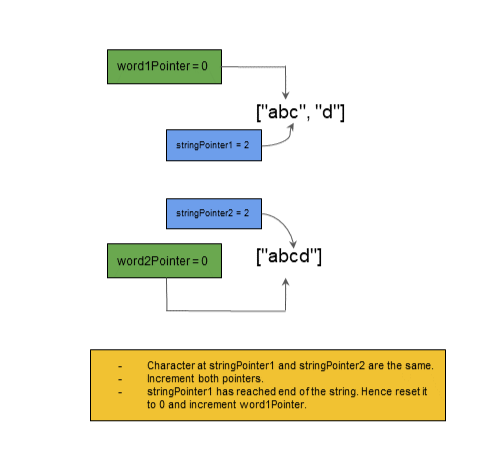 word1Pointer = 0
["abc", "d"]
stringPointer1 = 2
stringPointer2 = 2
word2Pointer = 0
["abcd"]
- Character at stringPointer1 and stringPointer2 are the same.
- Increment both pointers.
- stringPointer1 has reached end of the string. Hence reset it
to 0 and increment word1Pointer.